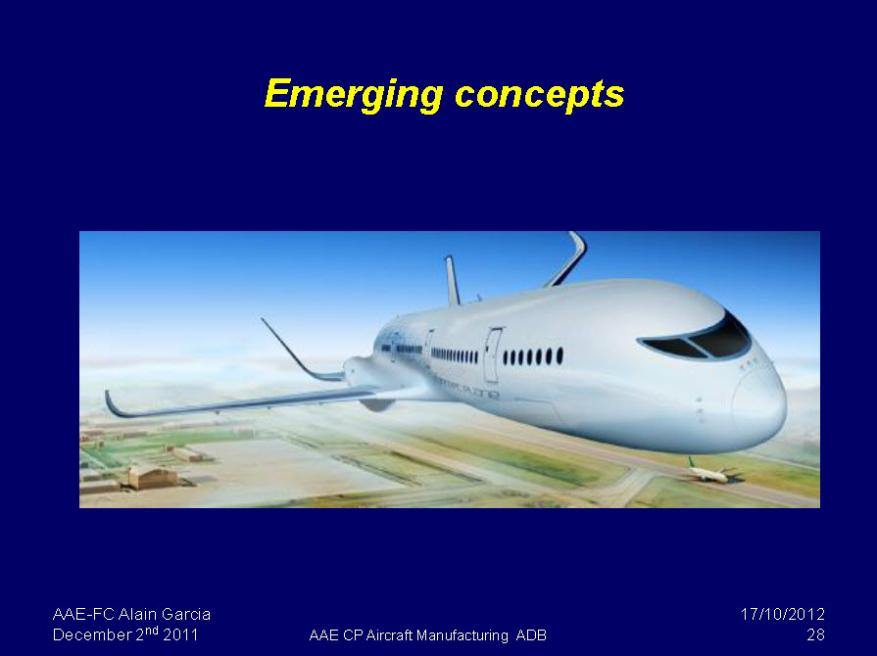 Emerging concepts
AAE-FC Alain Garcia
December 2nd 2011
AAE CP Aircraft Manufacturing ADB
17/10/2012
28